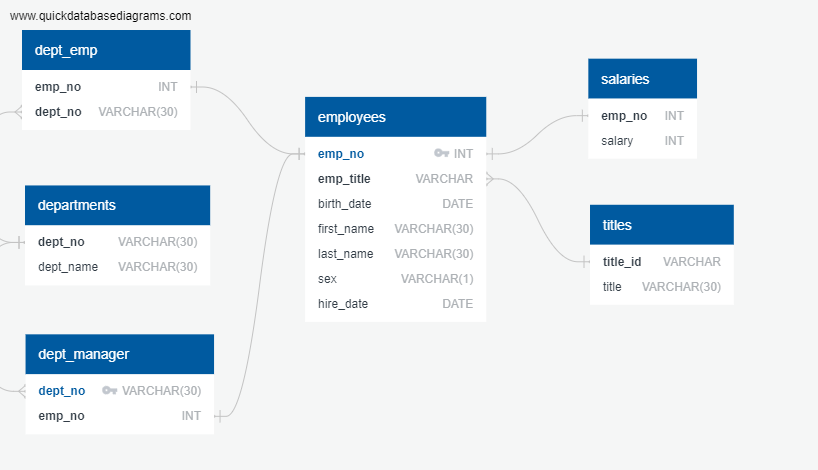 www.quickdatabasediagrams.com
dept_emp
emp_no INT
dept_no VARCHAR(30)
departments
dept_no VARCHAR(30)
dept_name VARCHAR(30)
dept_manager
dept_no VARCHAR(30)
emp_no INT
employees
emp_no INT
emp_title VARCHAR
birth_date DATE
first_name VARCHAR(30)
last_name VARCHAR(30)
sex VARCHAR(1)
hire_date DATE
salaries
emp_no INT
salary INT
titles
title_id VARCHAR
title VARCHAR(30)